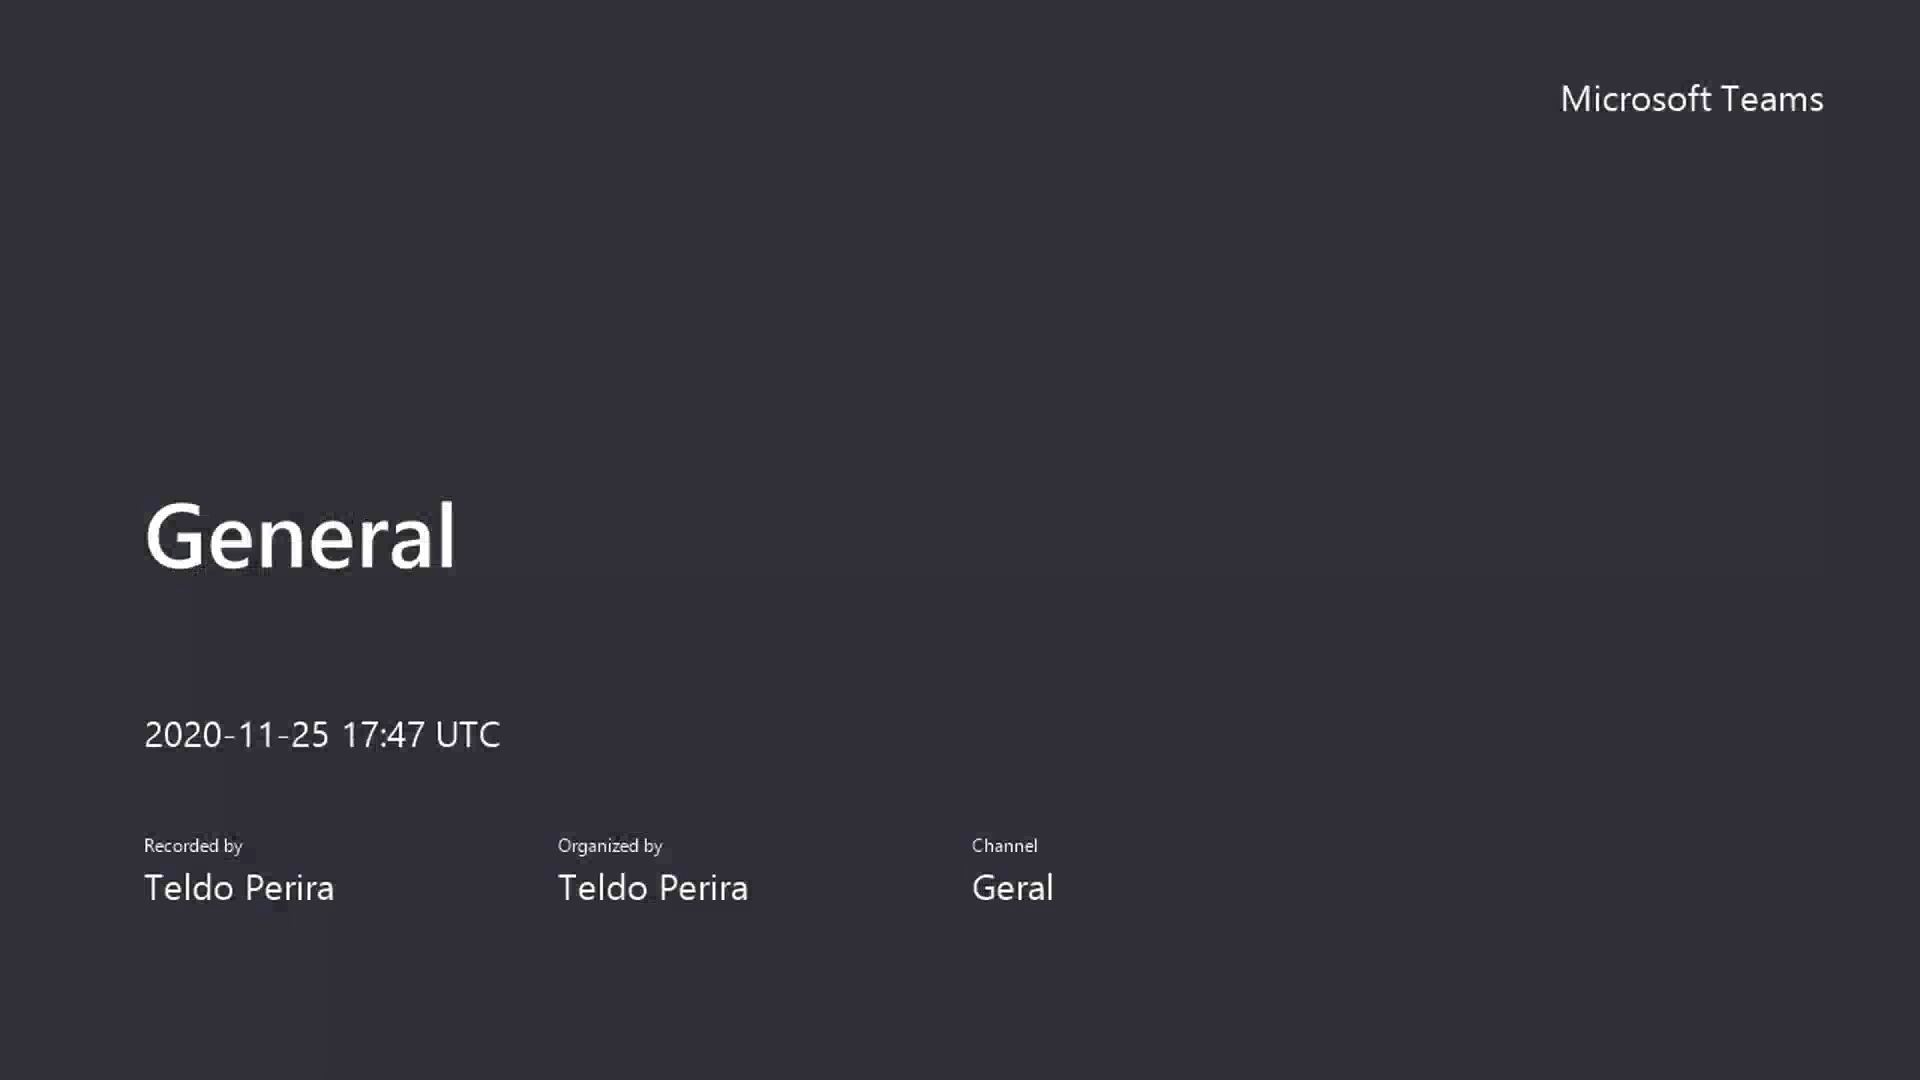 Microsoft Teams
General
2020-11-25 17:47 UTC
Recorded by
Teldo Perira
Organized by
Teldo Perira
Channel
Geral